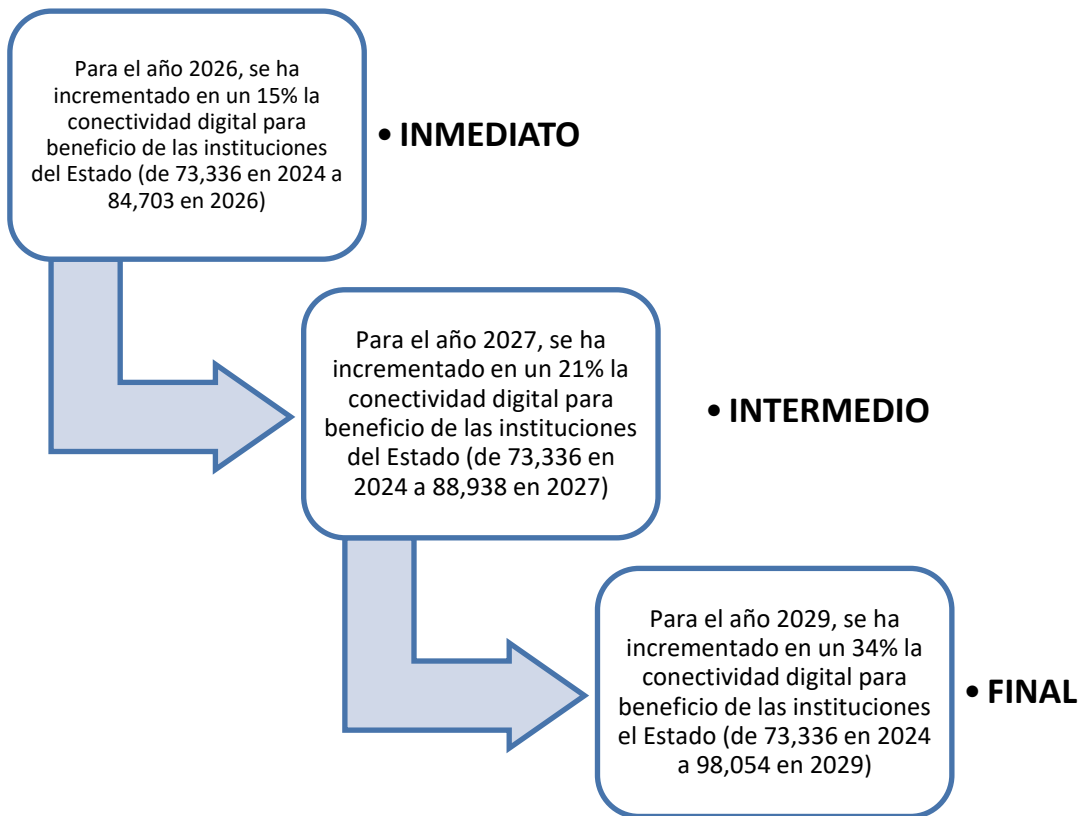 Para el año 2026, se ha
incrementado en un 15% la
conectividad digital para
beneficio de las instituciones
del Estado (de 73,336 en 2024 a
84,703 en 2026)
• INMEDIATO
Para el año 2027, se ha
incrementado en un 21% la
conectividad digital para
beneficio de las instituciones
del Estado (de 73,336 en
2024 a 88,938 en 2027)
• INTERMEDIO
Para el año 2029, se ha
incrementado en un 34% la
conectividad digital para
beneficio de las instituciones
el Estado (de 73,336 en 2024
a 98,054 en 2029)
• FINAL